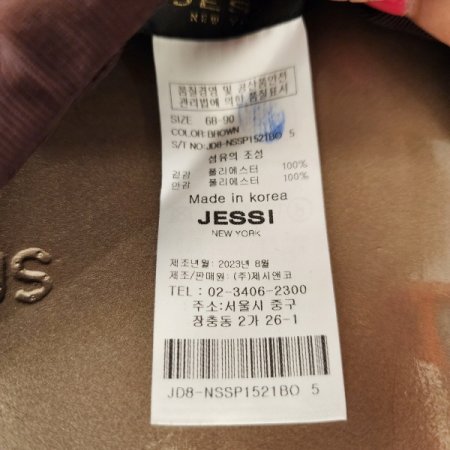 JES
NEW YO
품질경영 및 공산품안전
관리법에 의한 품질표시
SIZE 68-90
COLOR:BROWN
S/T NO:JD8-NSSP1521BO 5
섬유의 조성
겉감 폴리에스터 100%
안감 폴리에스터 100%
Made in korea
JESSI
NEW YORK
제조년월: 2023년 8월
제조/판매원: (주)제시앤코
TEL : 02-3406-2300
주소:서울시 중구
장충동 2가 26-1
JD8-NSSP1521BO 5
US